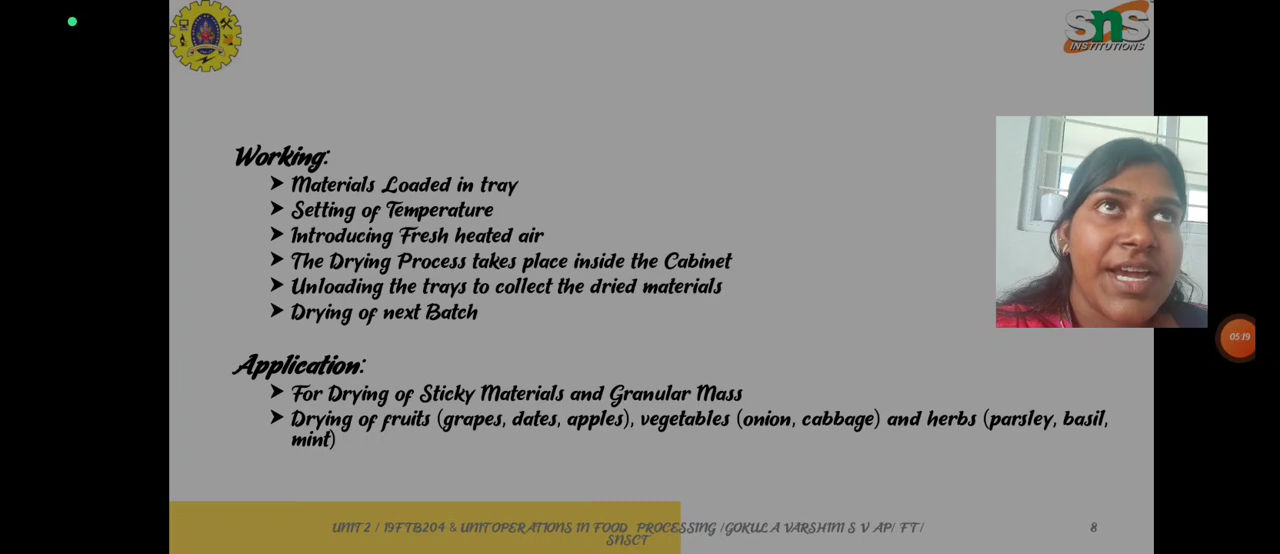 SNS
INSTITUTIONS
Working:
Materials Loaded in tray
Setting of Temperature
Introducing Fresh heated air
The Drying Process takes place inside the Cabinet
Unloading the trays to collect the dried materials
Drying of next Batch
05:19
Application:
For Drying of Sticky Materials and Granular Mass
Drying of fruits (grapes, dates, apples), vegetables (onion, cabbage) and herbs (parsley, basil,
mint)
UNIT 2 / 19FTB204 & UNIT OPERATIONS IN FOOD PROCESSING /GOKULA VARSHINI S V AP/ FT/
SNSCT
8